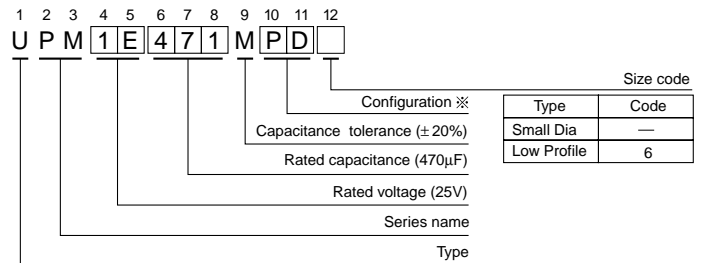 1 2 3 4 5 6 7 8 9 10 11 12
U P M 1 E 4 7 1 M P D
Size code
Configuration ※
Capacitance tolerance (±20%)
Rated capacitance (470µF)
Rated voltage (25V)
Series name
Type
Type Code
Small Dia —
Low Profile 6